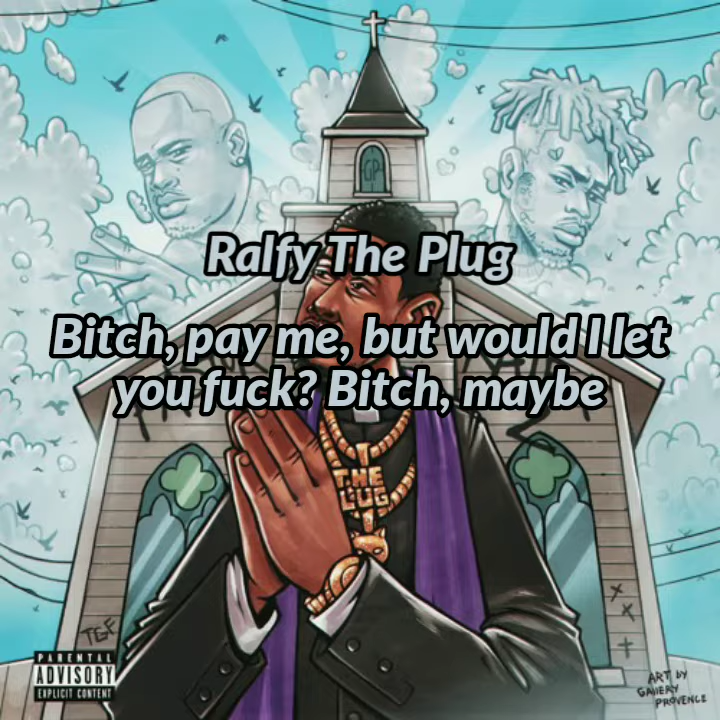 GP
Ralfy The Plug
Bitch, pay me, but would I let
you fuck? Bitch, maybe
THE
PLUG
TGF
PARENTAL
ADVISORY
EXPLICIT CONTENT
ART by
GALLERY
PROVENCE